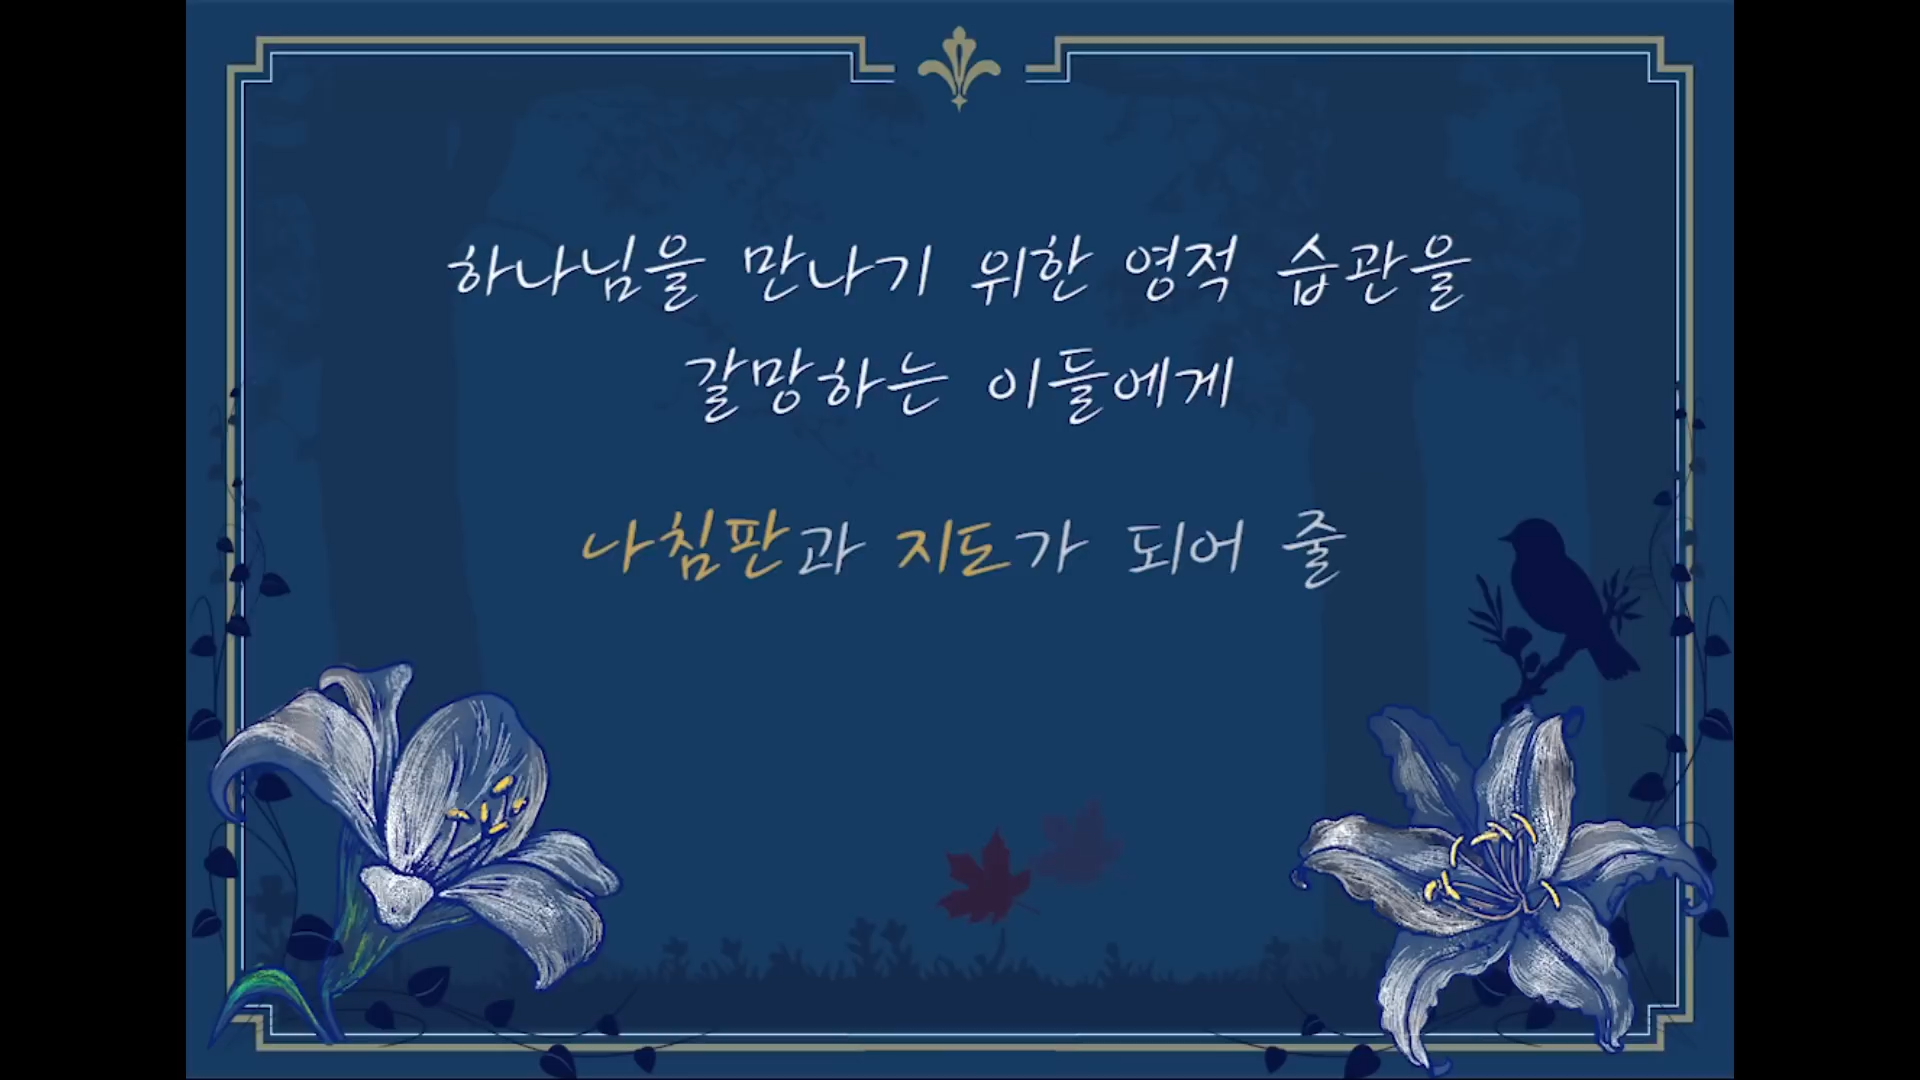 하나님을 만나기 위한 영적 습관을
갈망하는 이들에게
나침판과 지도가 되어 줄